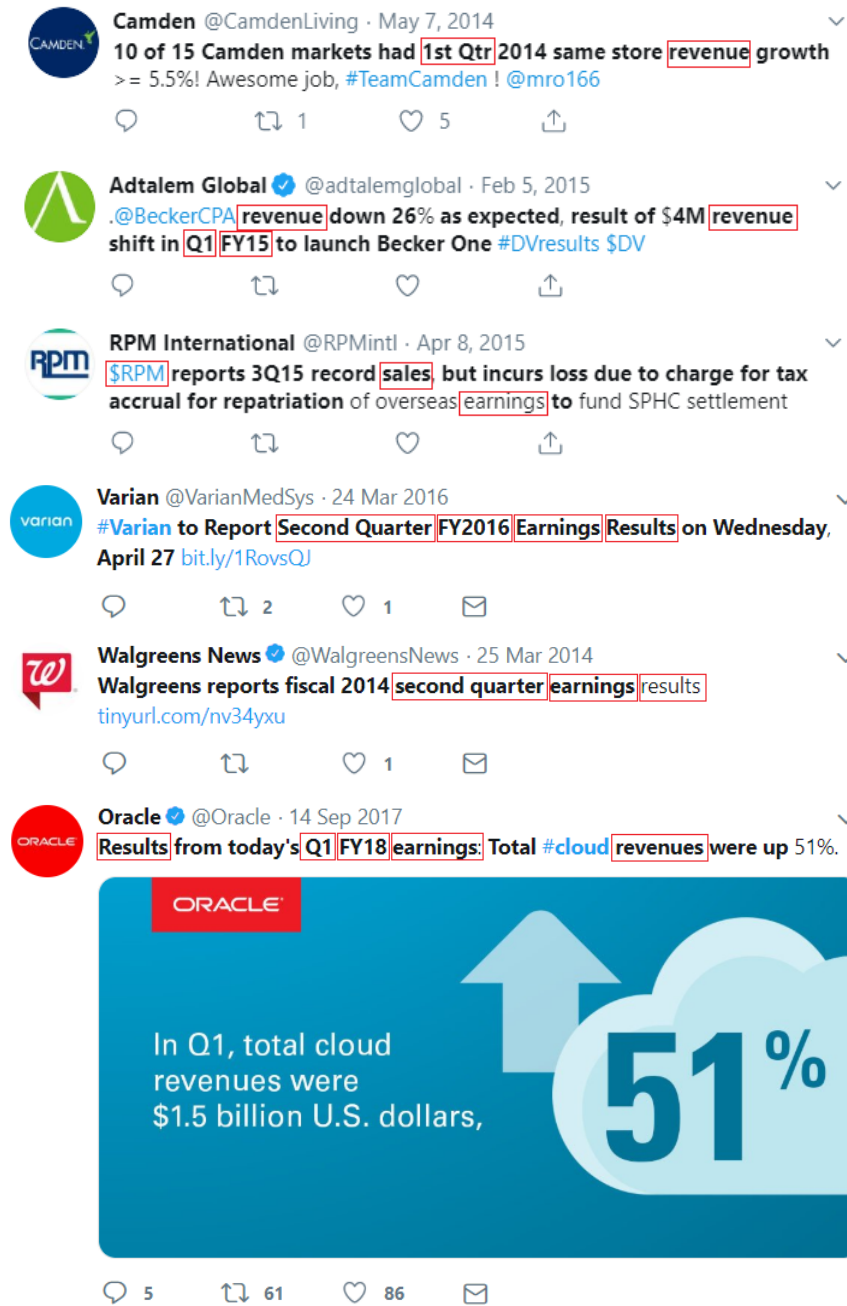 CAMDEN
Camden @CamdenLiving · May 7, 2014
10 of 15 Camden markets had 1st Qtr 2014 same store revenue growth
>= 5.5%! Awesome job, #TeamCamden ! @mro166
1 5
Adtalem Global @adtalemglobal · Feb 5, 2015
.@BeckerCPA revenue down 26% as expected, result of $4M revenue
shift in Q1 FY15 to launch Becker One #DVresults $DV
RPM
RPM International @RPMintl · Apr 8, 2015
$RPM reports 3Q15 record sales, but incurs loss due to charge for tax
accrual for repatriation of overseas earnings to fund SPHC settlement
varian
Varian @VarianMedSys · 24 Mar 2016
#Varian to Report Second Quarter FY2016 Earnings Results on Wednesday,
April 27 bit.ly/1RovsQJ
2 1
W
Walgreens News @WalgreensNews · 25 Mar 2014
Walgreens reports fiscal 2014 second quarter earnings results
tinyurl.com/nv34yxu
1
ORACLE
Oracle @Oracle · 14 Sep 2017
Results from today's Q1 FY18 earnings: Total #cloud revenues were up 51%.
ORACLE
In Q1, total cloud
revenues were
$1.5 billion U.S. dollars,
51%
5 61 86